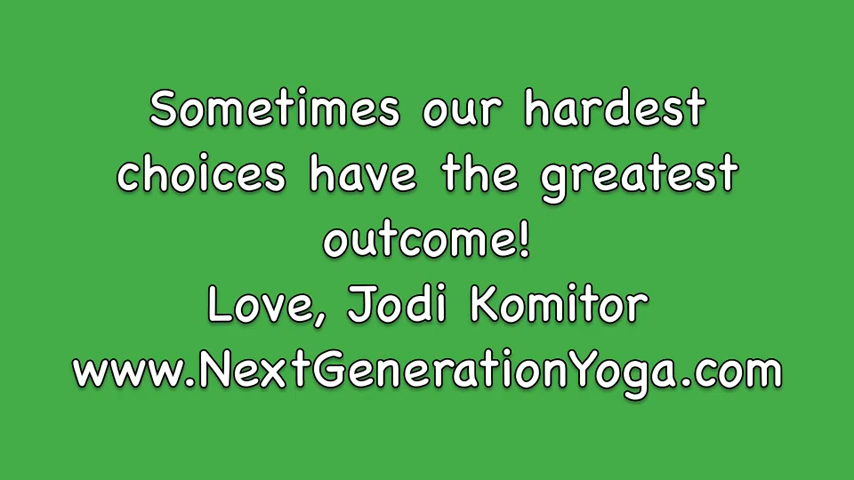 Sometimes our hardest
choices have the greatest
outcome!
Love, Jodi Komitor
www.NextGenerationYoga.com